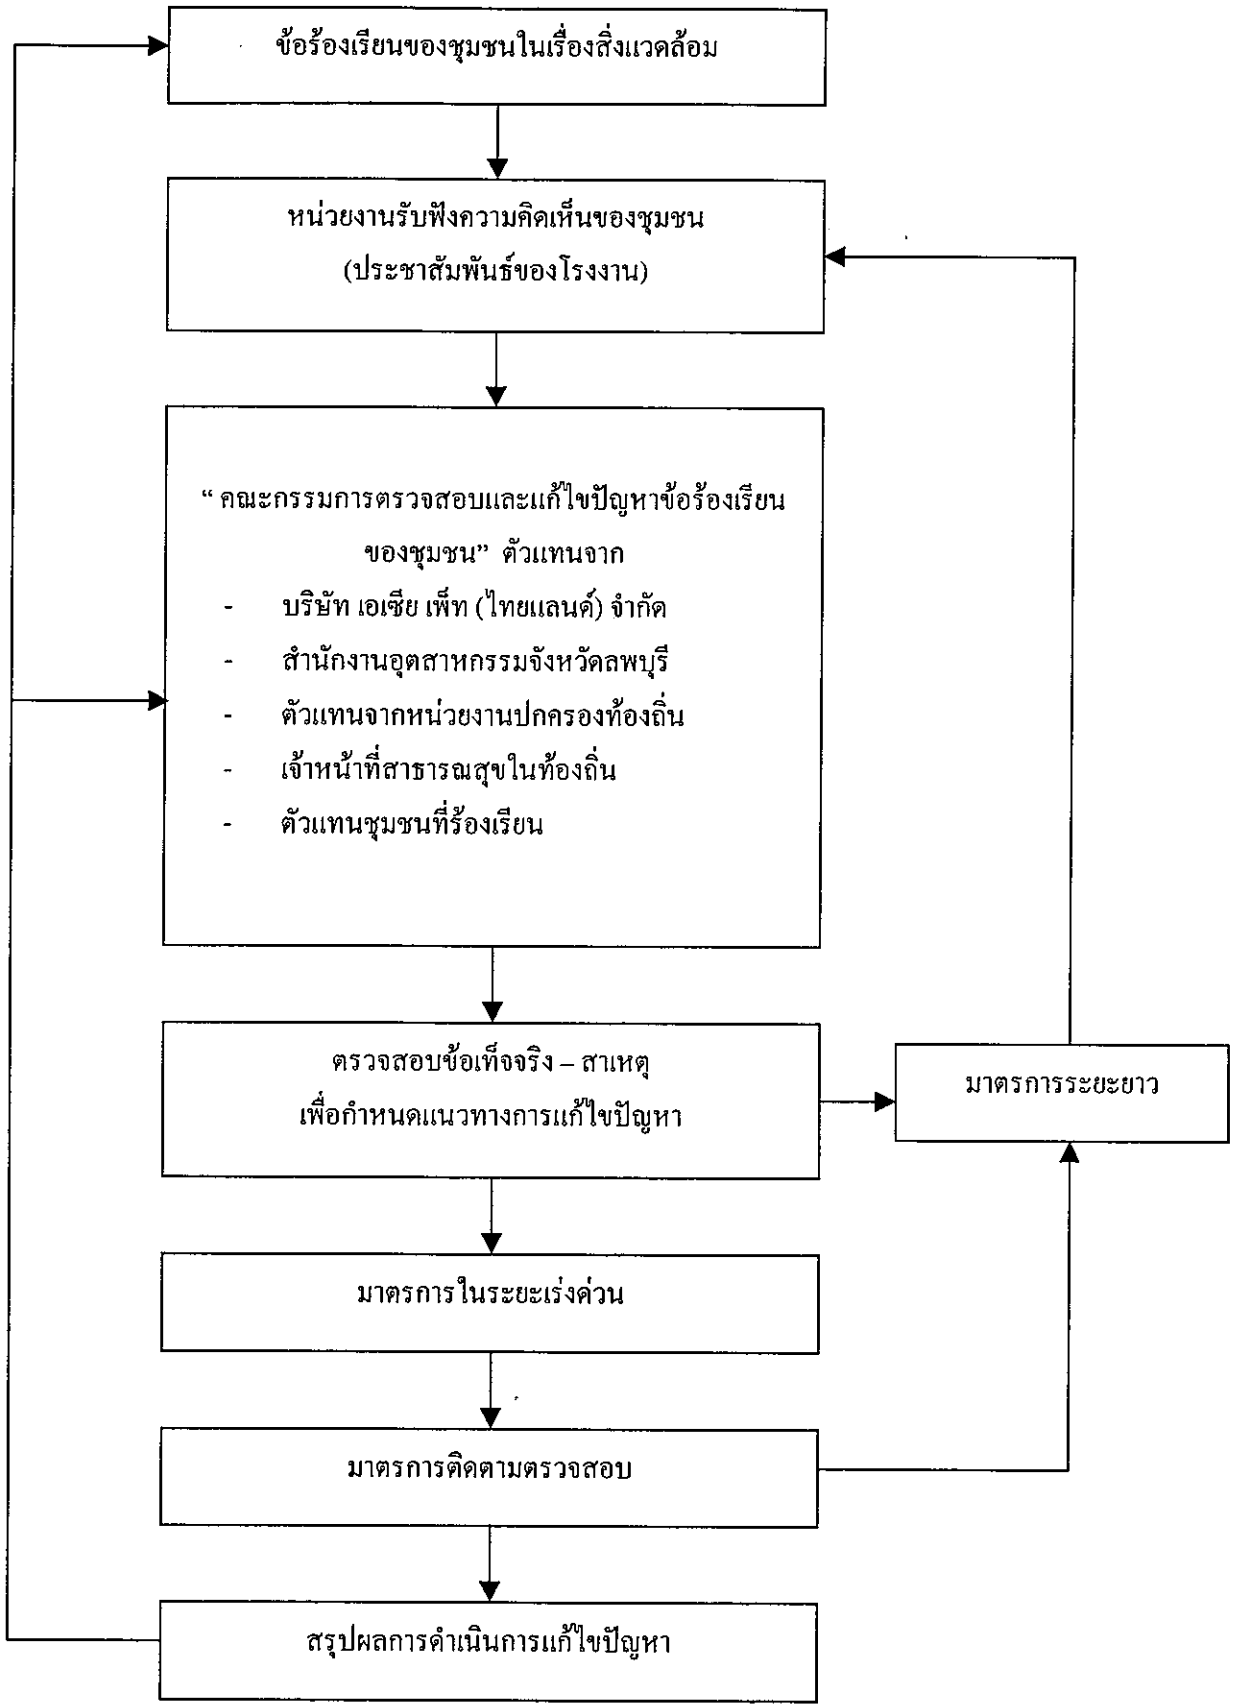 ข้อร้องเรียนของชุมชนในเรื่องสิ่งแวดล้อม
หน่วยงานรับฟังความคิดเห็นของชุมชน
(ประชาสัมพันธ์ของโรงงาน)
“ คณะกรรมการตรวจสอบและแก้ไขปัญหาข้อร้องเรียน
ของชุมชน” ตัวแทนจาก
- บริษัท เอเซีย เพ็ท (ไทยแลนด์) จำกัด
- สำนักงานอุตสาหกรรมจังหวัดลพบุรี
- ตัวแทนจากหน่วยงานปกครองท้องถิ่น
- เจ้าหน้าที่สาธารณสุขในท้องถิ่น
- ตัวแทนชุมชนที่ร้องเรียน
ตรวจสอบข้อเท็จจริง – สาเหตุ
เพื่อกำหนดแนวทางการแก้ไขปัญหา
มาตรการระยะยาว
มาตรการในระยะเร่งด่วน
มาตรการติดตามตรวจสอบ
สรุปผลการดำเนินการแก้ไขปัญหา